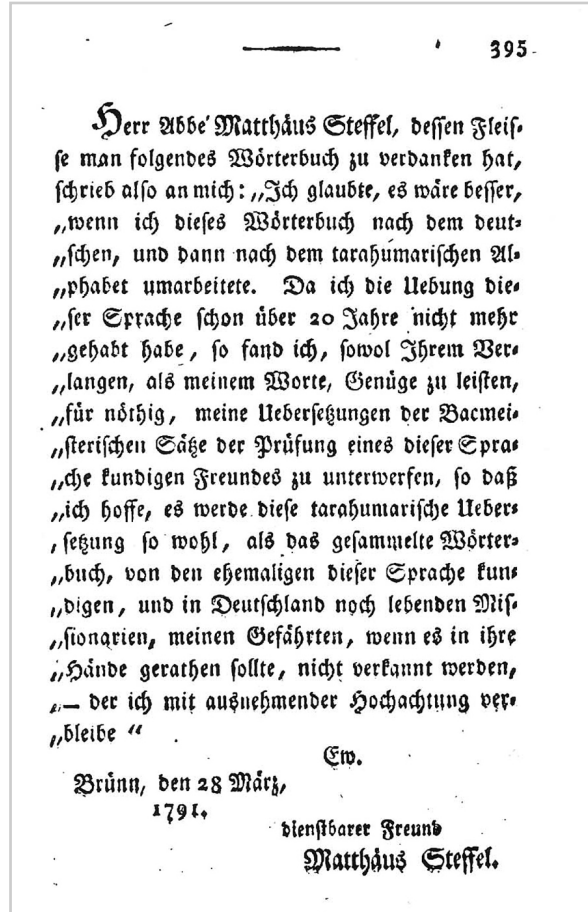 395
Herr Abbe' Matthäus Steffel, dessen Fleis-
se man folgendes Wörterbuch zu verdanken hat,
schrieb also an mich: „Ich glaubte, es wäre besser,
„wenn ich dieses Wörterbuch nach dem deut-
„schen, und dann nach dem tarahumarischen Al-
„phabet umarbeitete. Da ich die Uebung die-
„ser Sprache schon über 20 Jahre nicht mehr
„gehabt habe, so fand ich, sowol Ihrem Ver-
„langen, als meinem Worte, Genüge zu leisten,
„für nöthig, meine Uebersetzungen der Bacmei-
„sterischen Sätze der Prüfung eines dieser Spra-
„che kundigen Freundes zu unterwerfen, so daß
„ich hoffe, es werde diese tarahumarische Ueber-
„setzung so wohl, als das gesammelte Wörter-
„buch, von den ehemaligen dieser Sprache kun-
„digen, und in Deutschland noch lebenden Mis-
„sionarien, meinen Gefährten, wenn es in ihre
„Hände gerathen sollte, nicht verkannt werden,
„— der ich mit ausnehmender Hochachtung ver-
„bleibe “
Ew.
Brünn, den 28 März,
1791.
dienstbarer Freund
Matthäus Steffel.